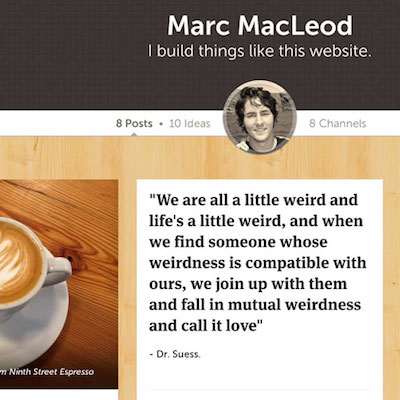 Marc MacLeod
I build things like this website.
8 Posts • 10 Ideas
8 Channels
"We are all a little weird and
life's a little weird, and when
we find someone whose
weirdness is compatible with
ours, we join up with them
and fall in mutual weirdness
and call it love"
- Dr. Suess.
Ninth Street Espresso